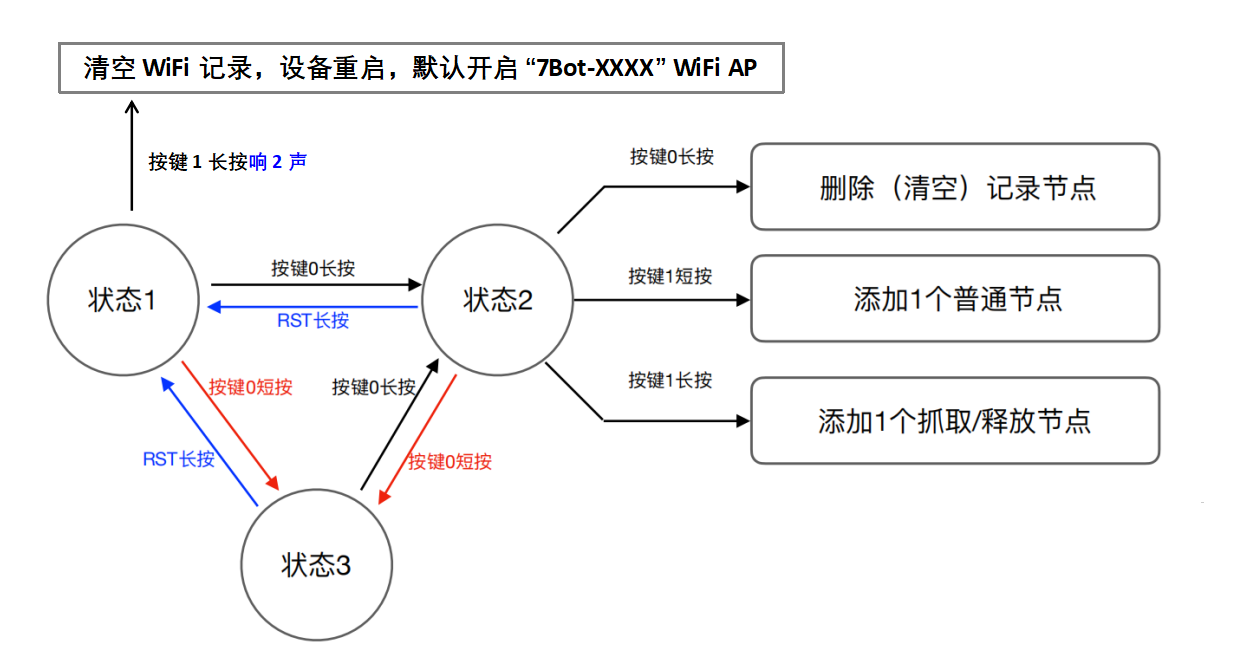 清空 WiFi 记录，设备重启，默认开启 “7Bot-XXXX” WiFi AP
按键 1 长按响 2 声
按键0长按
删除（清空）记录节点
状态1
按键0长按
RST长按
状态2
按键1短按
添加1个普通节点
按键1长按
添加1个抓取/释放节点
按键0短按
按键0长按
RST长按
按键0短按
状态3